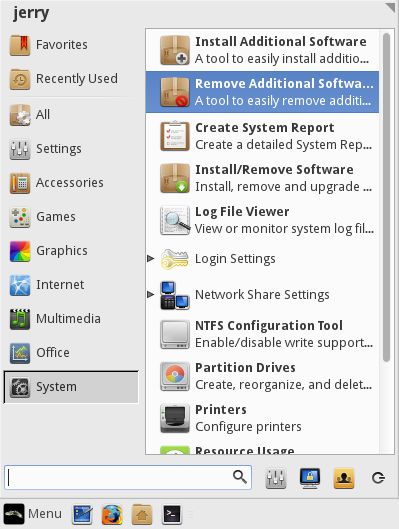 jerry
Favorites
Recently Used
All
Settings
Accessories
Games
Graphics
Internet
Multimedia
Office
System
Install Additional Software
A tool to easily install additio...
Remove Additional Softwa...
A tool to easily remove additi...
Create System Report
Create a detailed System Rep...
Install/Remove Software
Install, remove and upgrade ...
Log File Viewer
View or monitor system log fil...
Login Settings
Network Share Settings
NTFS Configuration Tool
Enable/disable write support...
Partition Drives
Create, reorganize, and delet...
Printers
Configure printers
Resource Usage
Menu